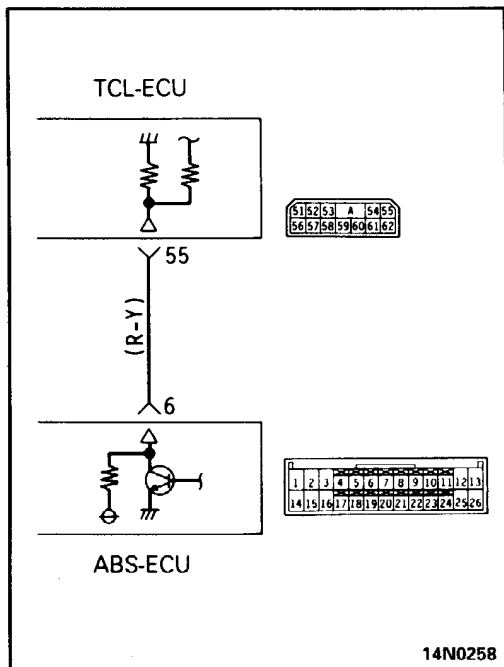 TCL-ECU
51 52 53 A 54 55
56 57 58 59 60 61 62
55
(R-Y)
6
1 2 3 4 5 6 7 8 9 10 11 12 13
14 15 16 17 18 19 20 21 22 23 24 25 26
ABS-ECU
14N0258